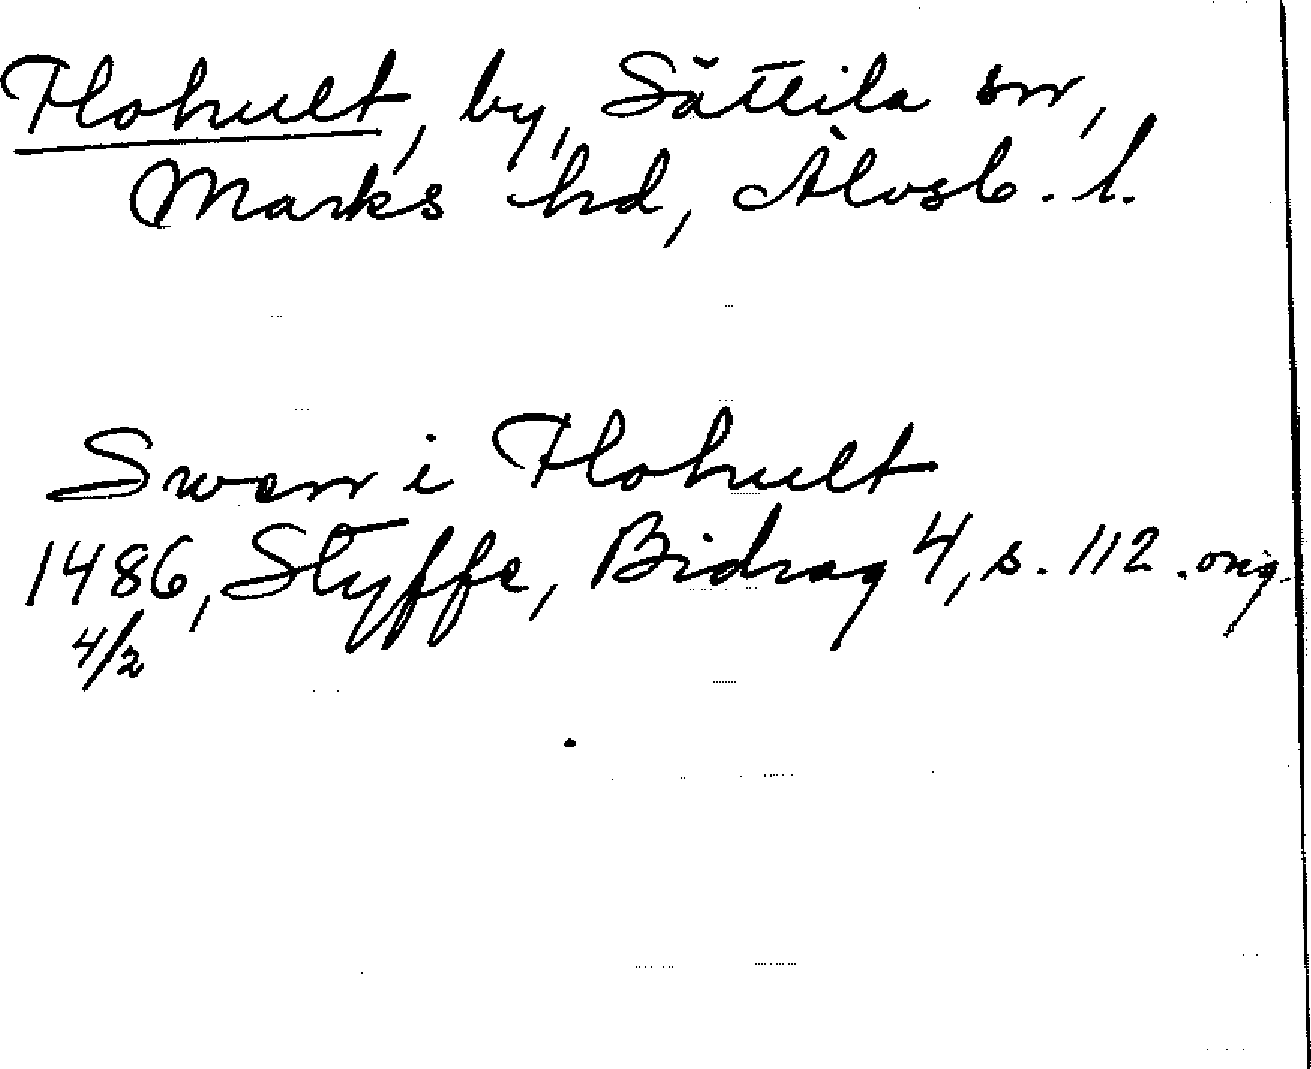 Flohult, by, Sätila sn,
Marks hd, Älvsb. l.
Swen i Flohult
1486, Styffe, Bidrag 4, s. 112. orig.
4/2